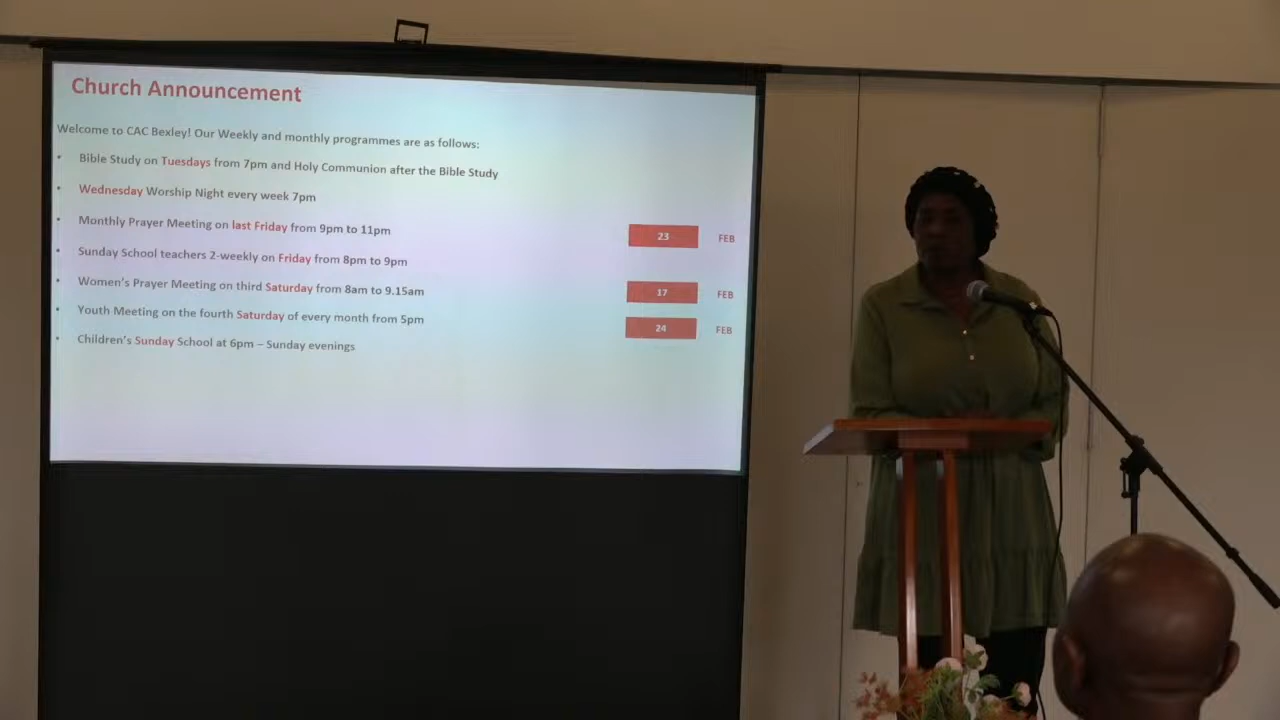 Church Announcement
Welcome to CAC Bexley! Our Weekly and monthly programmes are as follows:
• Bible Study on Tuesdays from 7pm and Holy Communion after the Bible Study
• Wednesday Worship Night every week 7pm
• Monthly Prayer Meeting on last Friday from 9pm to 11pm 23 FEB
• Sunday School teachers 2-weekly on Friday from 8pm to 9pm
• Women's Prayer Meeting on third Saturday from 8am to 9.15am 17 FEB
• Youth Meeting on the fourth Saturday of every month from 5pm 24 FEB
• Children's Sunday School at 6pm – Sunday evenings